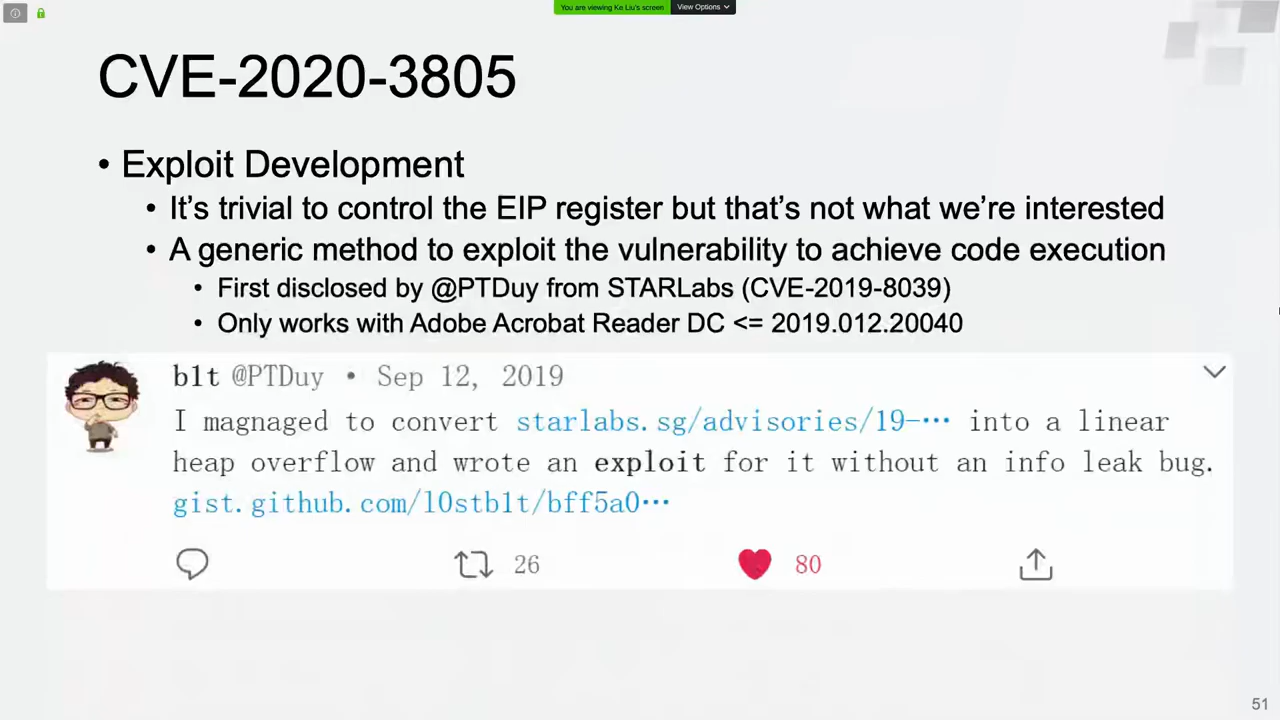 You are viewing Ke Liu's screen
View Options
CVE-2020-3805
• Exploit Development
• It's trivial to control the EIP register but that's not what we're interested
• A generic method to exploit the vulnerability to achieve code execution
• First disclosed by @PTDuy from STARLabs (CVE-2019-8039)
• Only works with Adobe Acrobat Reader DC <= 2019.012.20040
b1t @PTDuy • Sep 12, 2019
I magnaged to convert starlabs.sg/advisories/19-… into a linear
heap overflow and wrote an exploit for it without an info leak bug.
gist.github.com/l0stb1t/bff5a0…
26
80
51